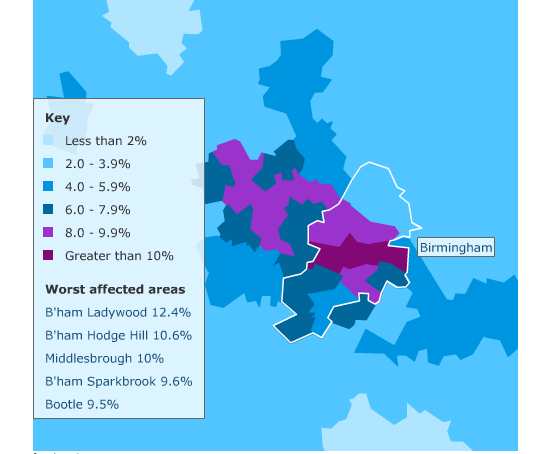 Key
Less than 2%
2.0 - 3.9%
4.0 - 5.9%
6.0 - 7.9%
8.0 - 9.9%
Greater than 10%
Worst affected areas
B'ham Ladywood 12.4%
B'ham Hodge Hill 10.6%
Middlesbrough 10%
B'ham Sparkbrook 9.6%
Bootle 9.5%
Birmingham